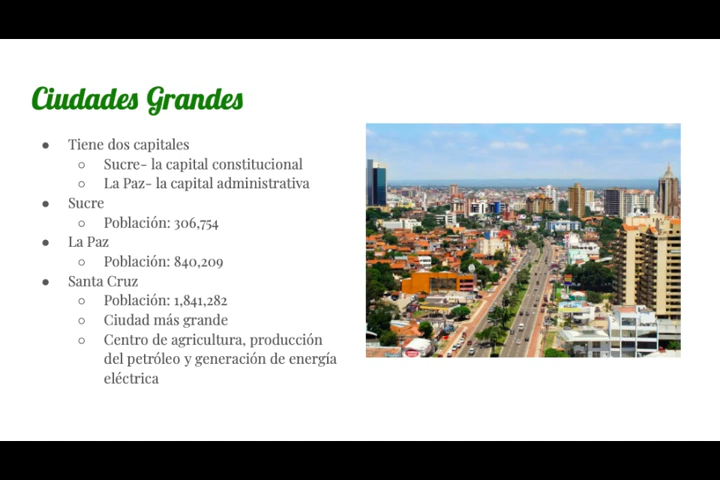 Ciudades Grandes
● Tiene dos capitales
○ Sucre- la capital constitucional
○ La Paz- la capital administrativa
● Sucre
○ Población: 306,754
● La Paz
○ Población: 840,209
● Santa Cruz
○ Población: 1,841,282
○ Ciudad más grande
○ Centro de agricultura, producción
del petróleo y generación de energía
eléctrica